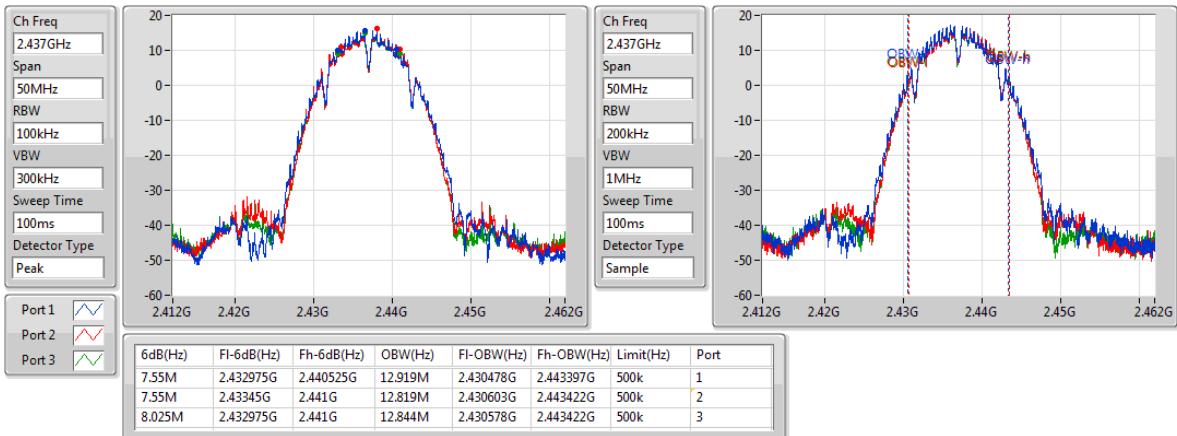 Ch Freq
2.437GHz
Span
50MHz
RBW
100kHz
VBW
300kHz
Sweep Time
100ms
Detector Type
Peak
20
10
0
-10
-20
-30
-40
-50
-60
2.412G 2.42G 2.43G 2.44G 2.45G 2.462G
Ch Freq
2.437GHz
Span
50MHz
RBW
200kHz
VBW
1MHz
Sweep Time
100ms
Detector Type
Sample
20
10
0
-10
-20
-30
-40
-50
-60
OBW-h
2.412G 2.42G 2.43G 2.44G 2.45G 2.462G
Port 1
Port 2
Port 3
6dB(Hz) Fl-6dB(Hz) Fh-6dB(Hz) OBW(Hz) Fl-OBW(Hz) Fh-OBW(Hz) Limit(Hz) Port
7.55M 2.432975G 2.440525G 12.919M 2.430478G 2.443397G 500k 1
7.55M 2.43345G 2.441G 12.819M 2.430603G 2.443422G 500k 2
8.025M 2.432975G 2.441G 12.844M 2.430578G 2.443422G 500k 3